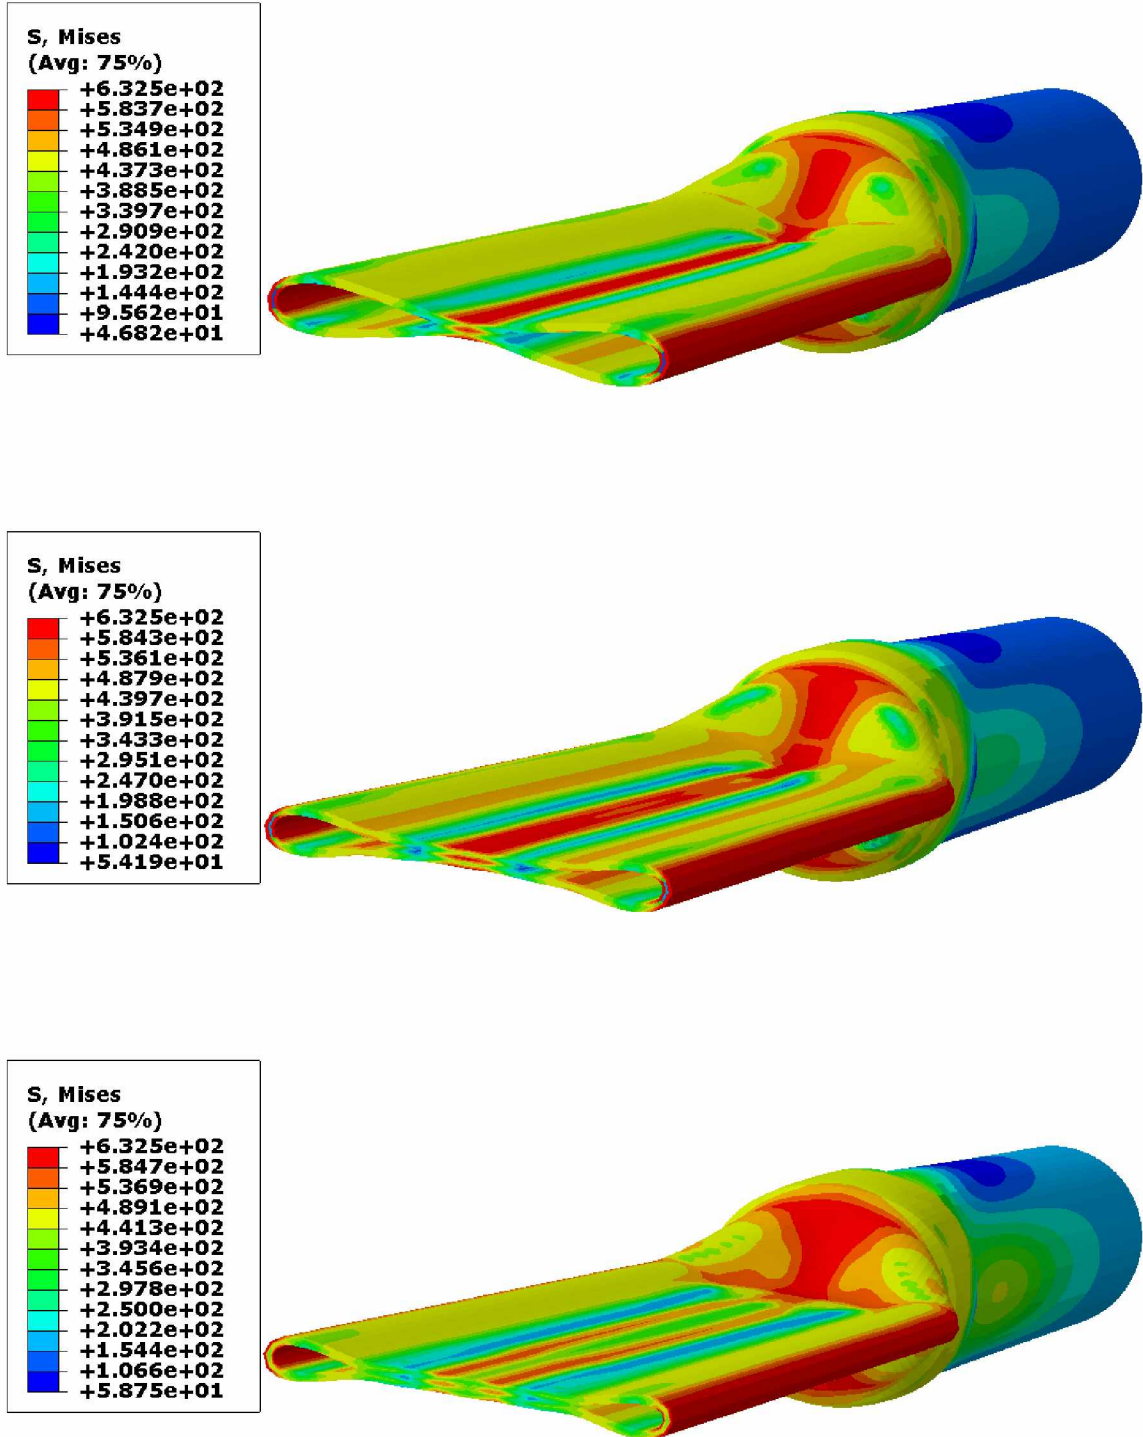 S, Mises
(Avg: 75%)
+6.325e+02
+5.837e+02
+5.349e+02
+4.861e+02
+4.373e+02
+3.885e+02
+3.397e+02
+2.909e+02
+2.420e+02
+1.932e+02
+1.444e+02
+9.562e+01
+4.682e+01
S, Mises
(Avg: 75%)
+6.325e+02
+5.843e+02
+5.361e+02
+4.879e+02
+4.397e+02
+3.915e+02
+3.433e+02
+2.951e+02
+2.470e+02
+1.988e+02
+1.506e+02
+1.024e+02
+5.419e+01
S, Mises
(Avg: 75%)
+6.325e+02
+5.847e+02
+5.369e+02
+4.891e+02
+4.413e+02
+3.934e+02
+3.456e+02
+2.978e+02
+2.500e+02
+2.022e+02
+1.544e+02
+1.066e+02
+5.875e+01